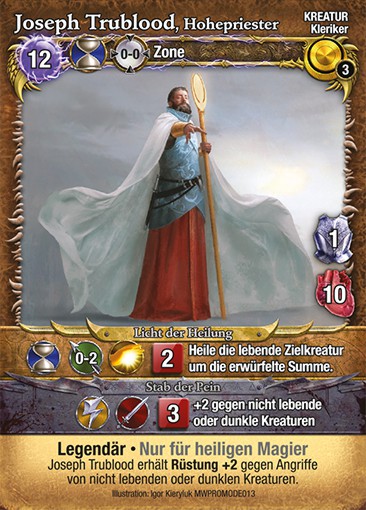 Joseph Trublood, Hohepriester
KREATUR
Kleriker
12
0-0
Zone
3
1
10
Licht der Heilung
0-2
2
Heile die lebende Zielkreatur
um die erwürfelte Summe.
Stab der Pein
3
+2 gegen nicht lebende
oder dunkle Kreaturen
Legendär • Nur für heiligen Magier
Joseph Trublood erhält Rüstung +2 gegen Angriffe
von nicht lebenden oder dunklen Kreaturen.
Illustration: Igor Kieryluk MWPROMODE013